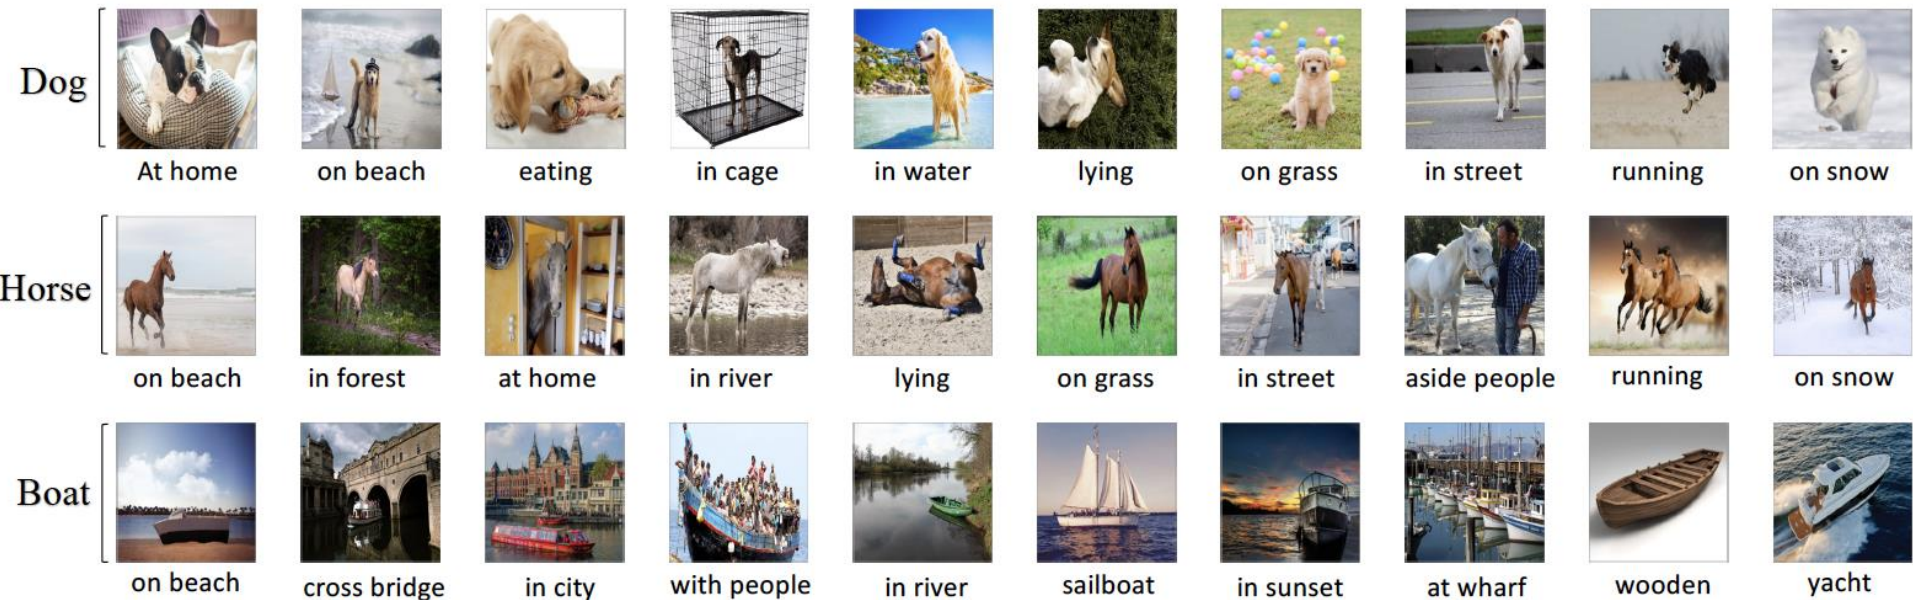 Dog
At home on beach eating in cage in water lying on grass in street running on snow
Horse
on beach in forest at home in river lying on grass in street aside people running on snow
Boat
on beach cross bridge in city with people in river sailboat in sunset at wharf wooden yacht